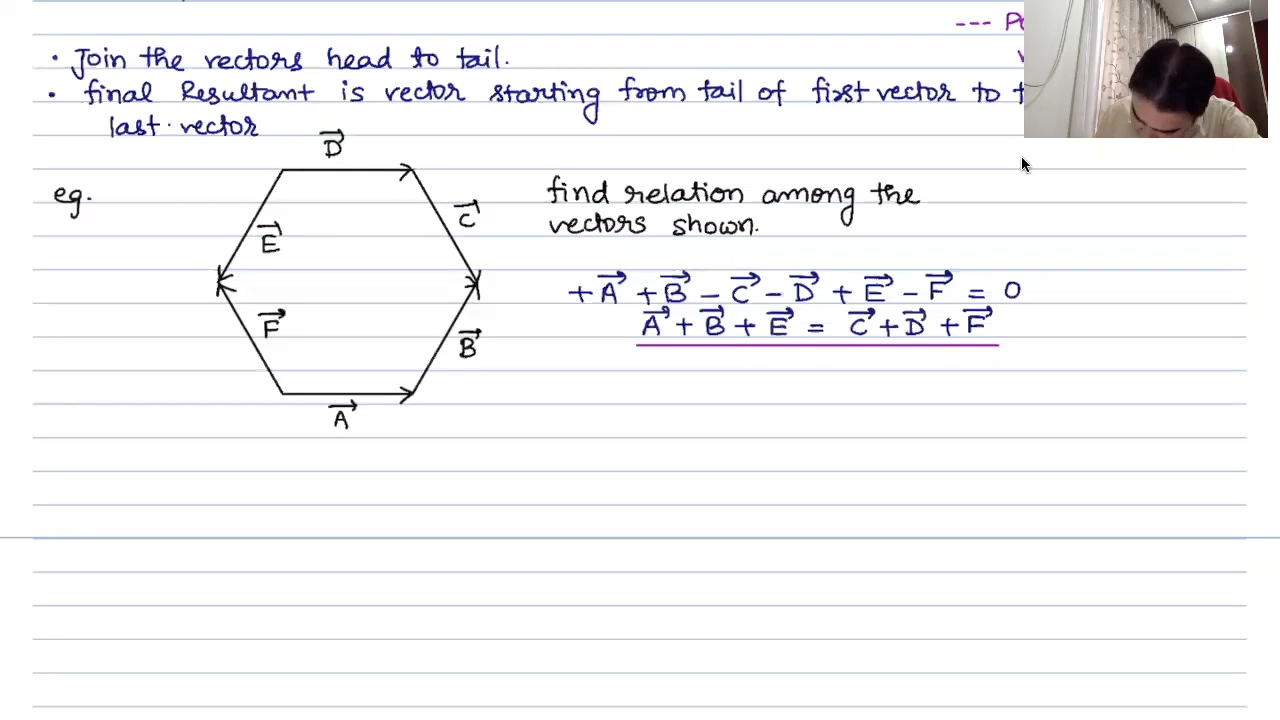 --- Po
• Join the vectors head to tail.
• final Resultant is vector starting from tail of first vector to
last. vector
eg.
D⃗
E⃗
C⃗
F⃗
B⃗
A⃗
find relation among the
vectors shown.
+A⃗ +B⃗ -C⃗ -D⃗ +E⃗ -F⃗ = 0
A⃗ +B⃗ +E⃗ = C⃗ +D⃗ +F⃗